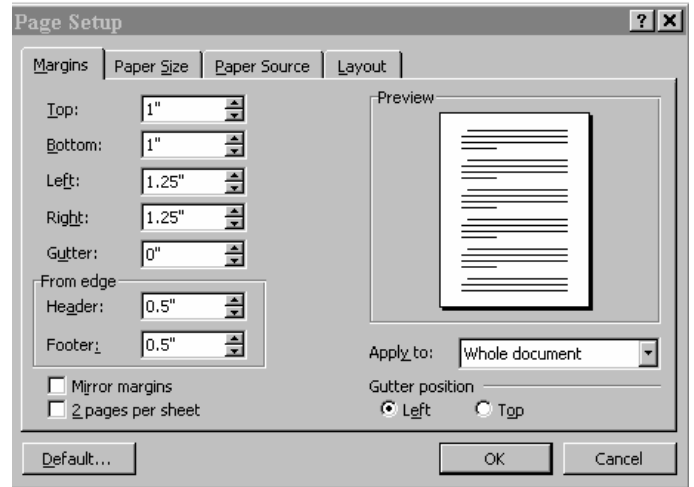 Page Setup
Margins Paper Size Paper Source Layout
Top: 1"
Bottom: 1"
Left: 1.25"
Right: 1.25"
Gutter: 0"
From edge
Header: 0.5"
Footer: 0.5"
Mirror margins
2 pages per sheet
Preview
Apply to: Whole document
Gutter position
Left Top
Default... OK Cancel